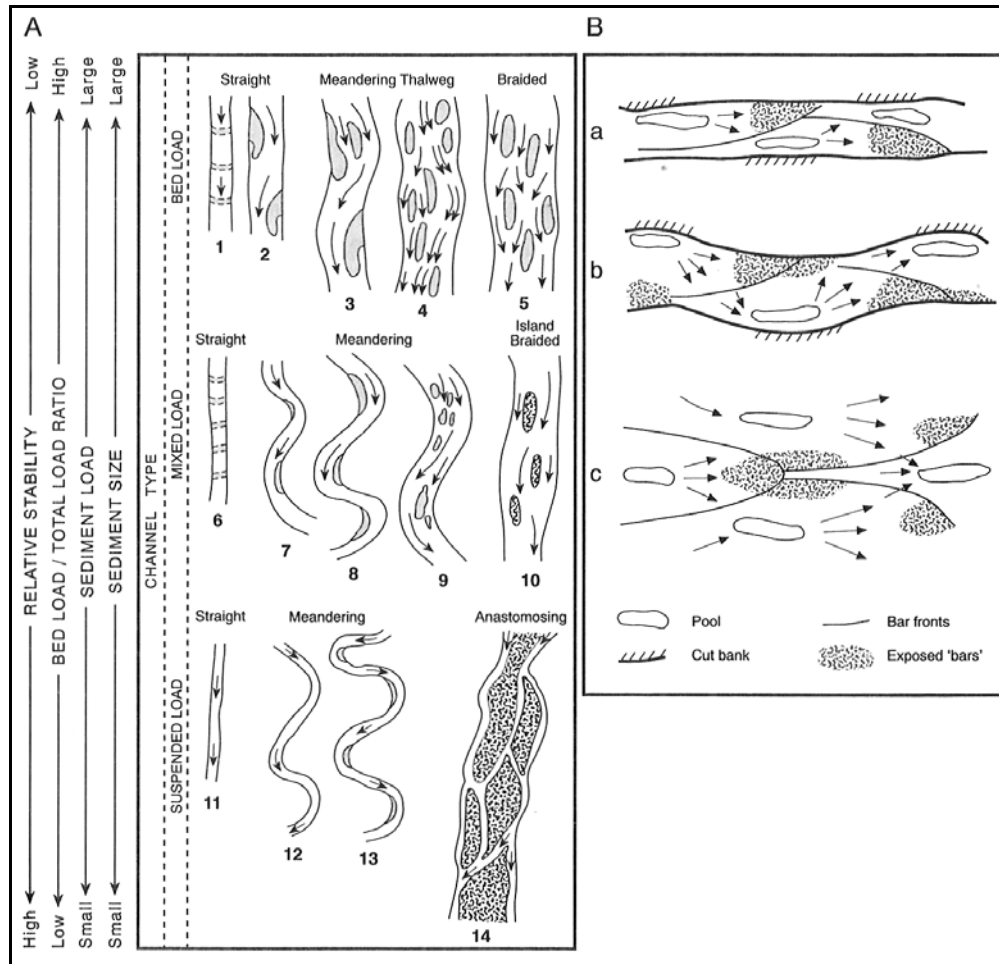 A
Low
High
Large
Large
RELATIVE STABILITY
BED LOAD / TOTAL LOAD RATIO
SEDIMENT LOAD
SEDIMENT SIZE
High
Low
Small
Small
CHANNEL TYPE
BED LOAD
Straight
Meandering Thalweg
Braided
1
2
3
4
5
MIXED LOAD
Straight
Meandering
Island
Braided
6
7
8
9
10
SUSPENDED LOAD
Straight
Meandering
Anastomosing
11
12
13
14
B
a
b
c
Pool
Bar fronts
Cut bank
Exposed 'bars'